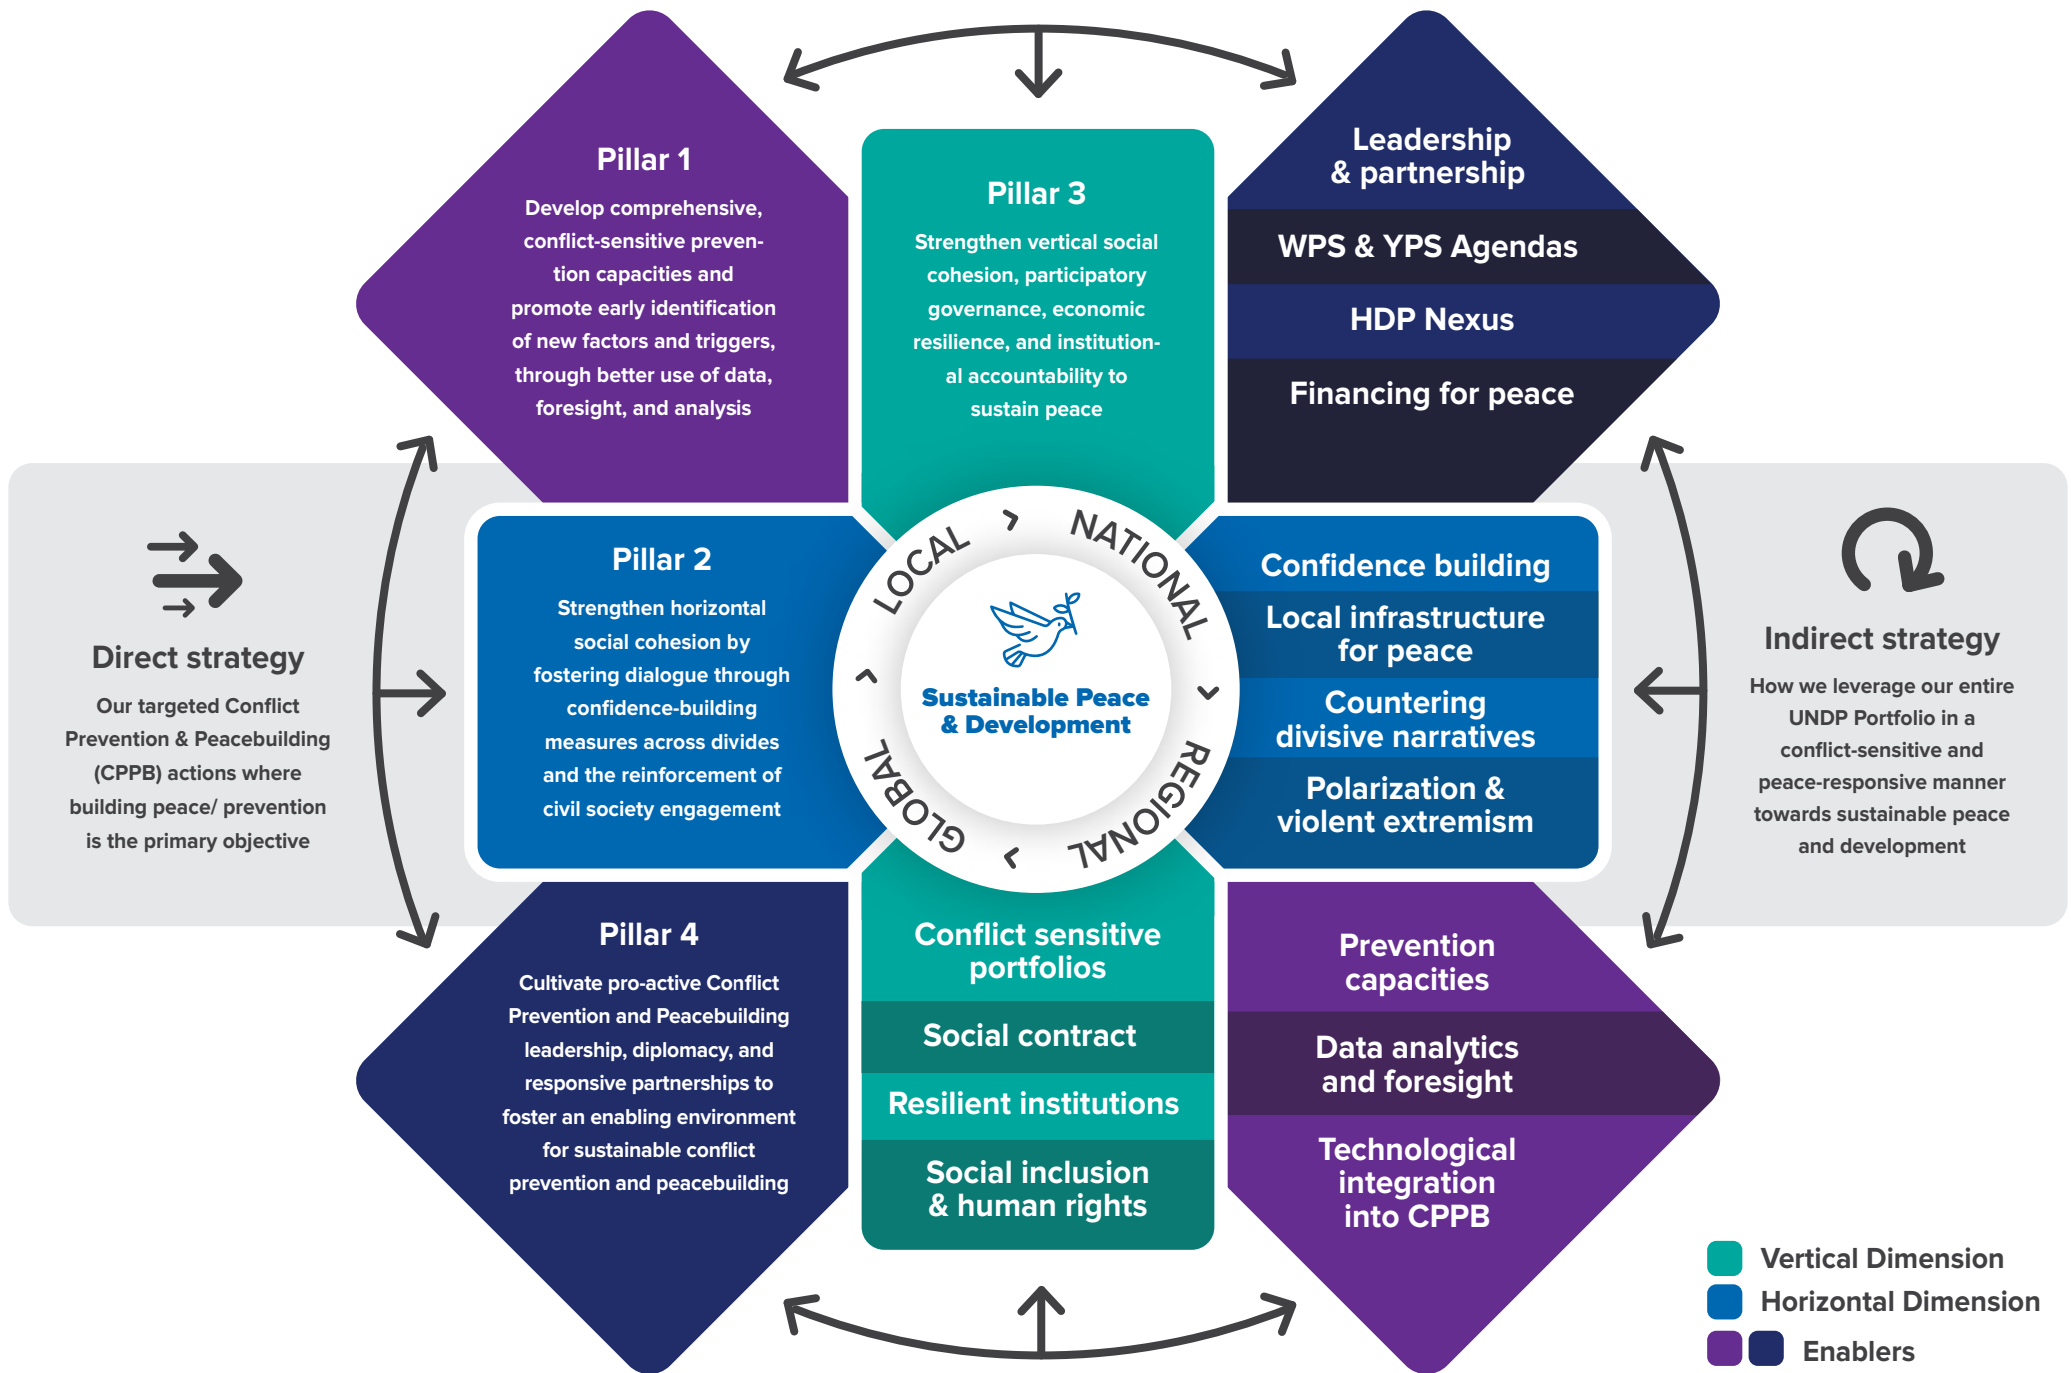 Pillar 1
Develop comprehensive,
conflict-sensitive preven-
tion capacities and
promote early identification
of new factors and triggers,
through better use of data,
foresight, and analysis
Pillar 3
Strengthen vertical social
cohesion, participatory
governance, economic
resilience, and institution-
al accountability to
sustain peace
Leadership
& partnership
WPS & YPS Agendas
HDP Nexus
Financing for peace
Direct strategy
Our targeted Conflict
Prevention & Peacebuilding
(CPPB) actions where
building peace/ prevention
is the primary objective
Pillar 2
Strengthen horizontal
social cohesion by
fostering dialogue through
confidence-building
measures across divides
and the reinforcement of
civil society engagement
LOCAL
NATIONAL
REGIONAL
GLOBAL
Sustainable Peace
& Development
Confidence building
Local infrastructure
for peace
Countering
divisive narratives
Polarization &
violent extremism
Indirect strategy
How we leverage our entire
UNDP Portfolio in a
conflict-sensitive and
peace-responsive manner
towards sustainable peace
and development
Pillar 4
Cultivate pro-active Conflict
Prevention and Peacebuilding
leadership, diplomacy, and
responsive partnerships to
foster an enabling environment
for sustainable conflict
prevention and peacebuilding
Conflict sensitive
portfolios
Social contract
Resilient institutions
Social inclusion
& human rights
Prevention
capacities
Data analytics
and foresight
Technological
integration
into CPPB
Vertical Dimension
Horizontal Dimension
Enablers